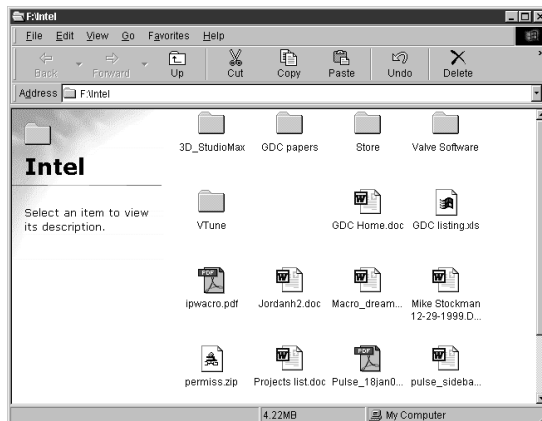 F:\Intel
File Edit View Go Favorites Help
Back Forward Up Cut Copy Paste Undo Delete
Address F:\Intel
Intel
Select an item to view
its description.
3D_StudioMax GDC papers Store Valve Software
VTune GDC Home.doc GDC listing.xls
ipwacro.pdf Jordanh2.doc Macro_dream... Mike Stockman
12-29-1999.D...
permiss.zip Projects list.doc Pulse_18jan0... pulse_sideba...
4.22MB My Computer